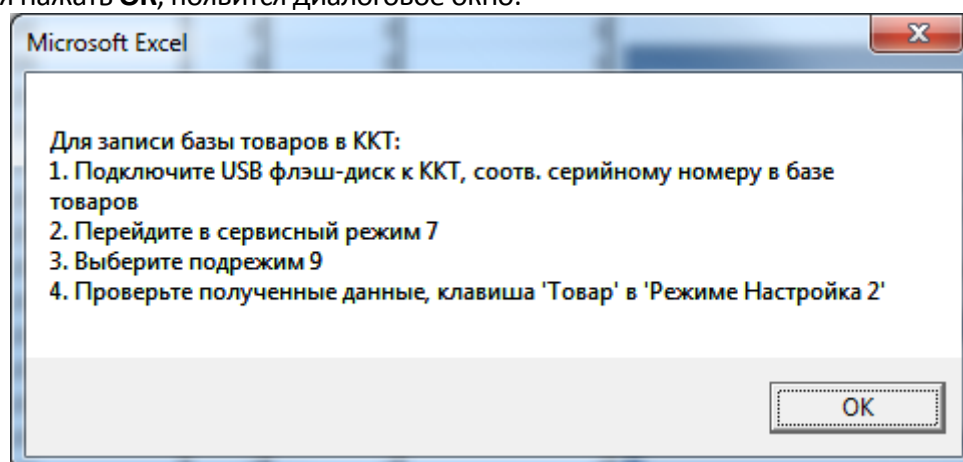 я нажать ОК, появится диалоговое окно:
Microsoft Excel
Для записи базы товаров в ККТ:
1. Подключите USB флэш-диск к ККТ, соотв. серийному номеру в базе
товаров
2. Перейдите в сервисный режим 7
3. Выберите подрежим 9
4. Проверьте полученные данные, клавиша 'Товар' в 'Режиме Настройка 2'
OK